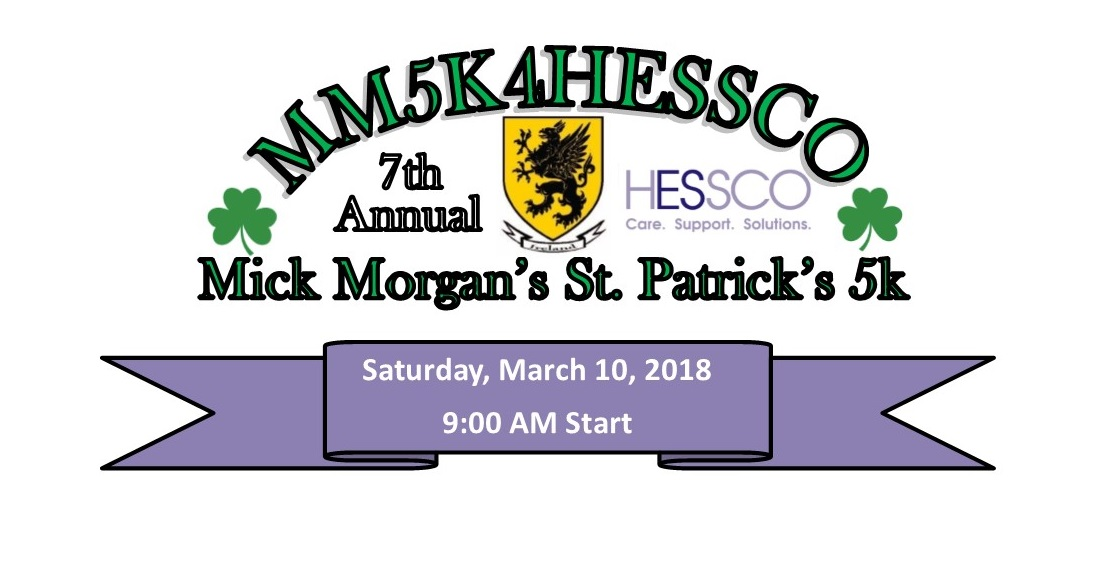 MM5K4HESSCO
7th
Annual
Ireland
HESSCO
Care. Support. Solutions.
Mick Morgan’s St. Patrick’s 5k
Saturday, March 10, 2018
9:00 AM Start